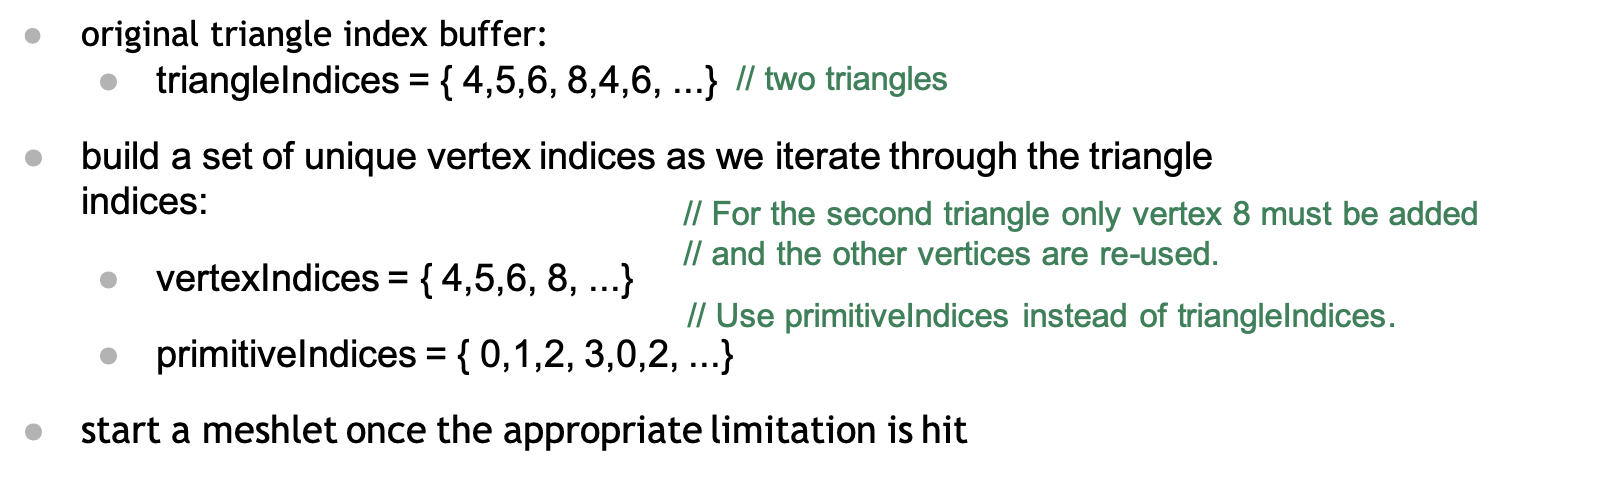 original triangle index buffer:
triangleIndices = { 4,5,6, 8,4,6, ...} // two triangles
build a set of unique vertex indices as we iterate through the triangle
indices:
// For the second triangle only vertex 8 must be added
// and the other vertices are re-used.
vertexIndices = { 4,5,6, 8, ...}
// Use primitiveIndices instead of triangleIndices.
primitiveIndices = { 0,1,2, 3,0,2, ...}
start a meshlet once the appropriate limitation is hit